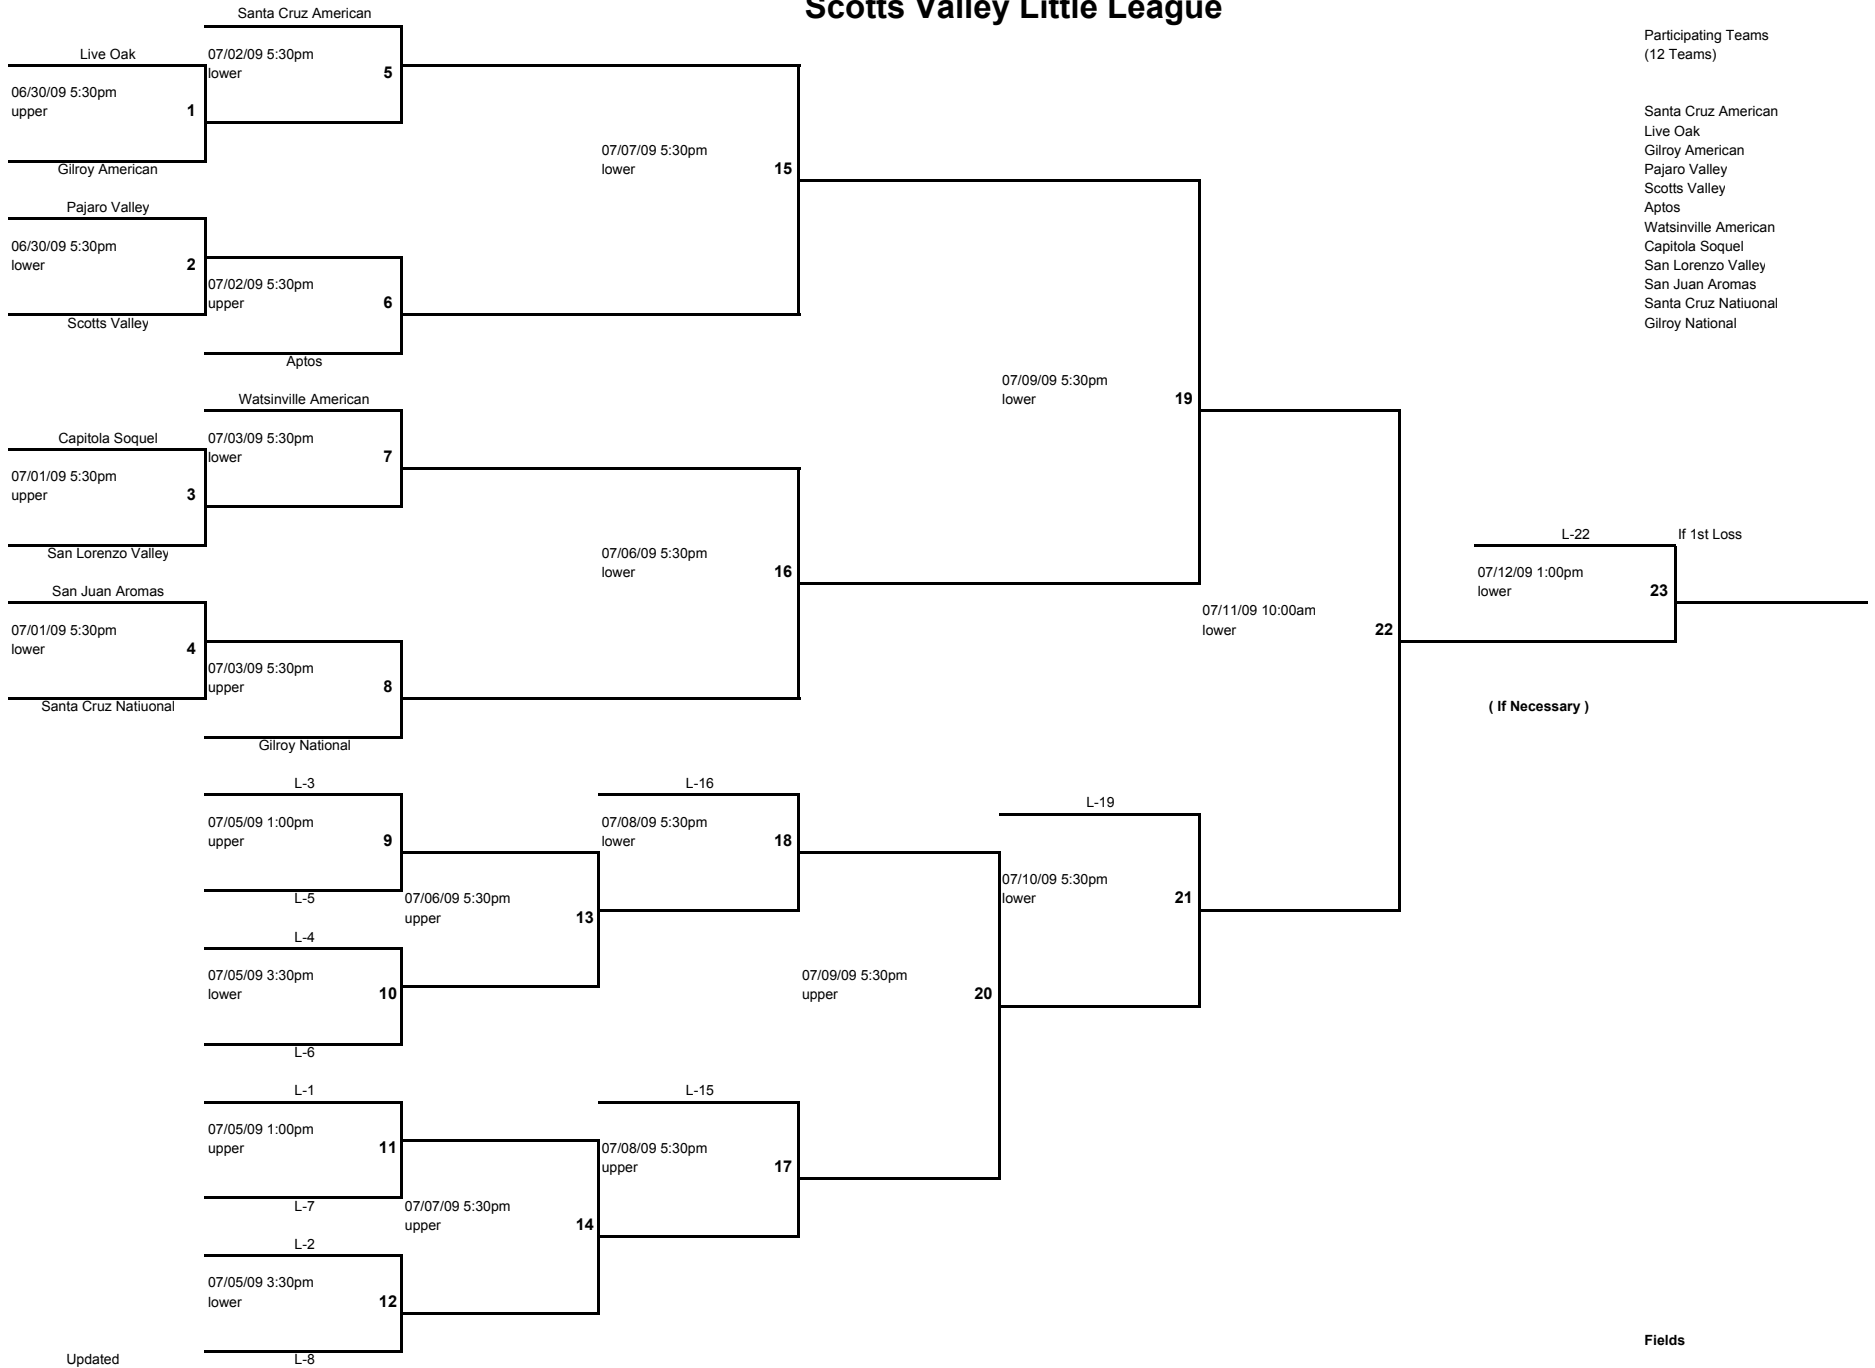 Scotts Valley Little League
Participating Teams
(12 Teams)
Santa Cruz American
Live Oak
Gilroy American
Pajaro Valley
Scotts Valley
Aptos
Watsinville American
Capitola Soquel
San Lorenzo Valley
San Juan Aromas
Santa Cruz Natiuonal
Gilroy National
Santa Cruz American
07/02/09 5:30pm
lower 5
Live Oak
06/30/09 5:30pm
upper 1
Gilroy American
Pajaro Valley
06/30/09 5:30pm
lower 2
Scotts Valley
07/02/09 5:30pm
upper 6
Aptos
07/07/09 5:30pm
lower 15
Watsinville American
07/03/09 5:30pm
lower 7
Capitola Soquel
07/01/09 5:30pm
upper 3
San Lorenzo Valley
San Juan Aromas
07/01/09 5:30pm
lower 4
Santa Cruz Natiuonal
07/03/09 5:30pm
upper 8
Gilroy National
07/06/09 5:30pm
lower 16
07/09/09 5:30pm
lower 19
07/11/09 10:00am
lower 22
L-22 If 1st Loss
07/12/09 1:00pm
lower 23
( If Necessary )
L-3
07/05/09 1:00pm
upper 9
L-5
L-4
07/05/09 3:30pm
lower 10
L-6
07/06/09 5:30pm
upper 13
L-16
07/08/09 5:30pm
lower 18
L-19
07/10/09 5:30pm
lower 21
07/09/09 5:30pm
upper 20
L-1
07/05/09 1:00pm
upper 11
L-7
L-2
07/05/09 3:30pm
lower 12
L-8
07/07/09 5:30pm
upper 14
L-15
07/08/09 5:30pm
upper 17
Updated
Fields